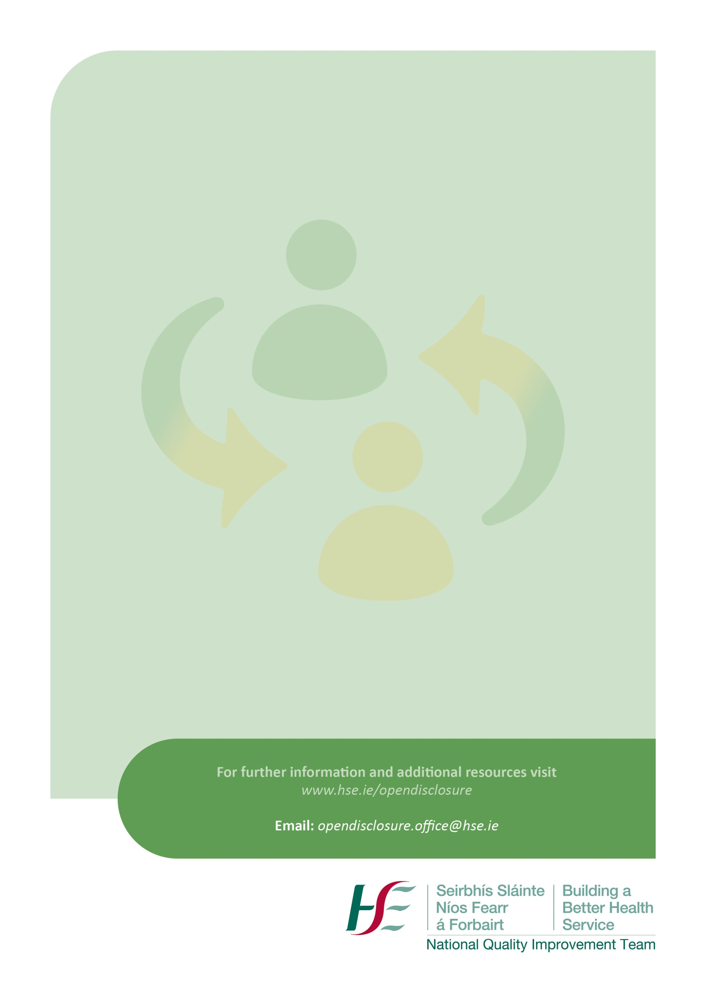 For further information and additional resources visit
www.hse.ie/opendisclosure
Email: opendisclosure.office@hse.ie
HSE
Seirbhís Sláinte
Níos Fearr
á Forbairt
Building a
Better Health
Service
National Quality Improvement Team